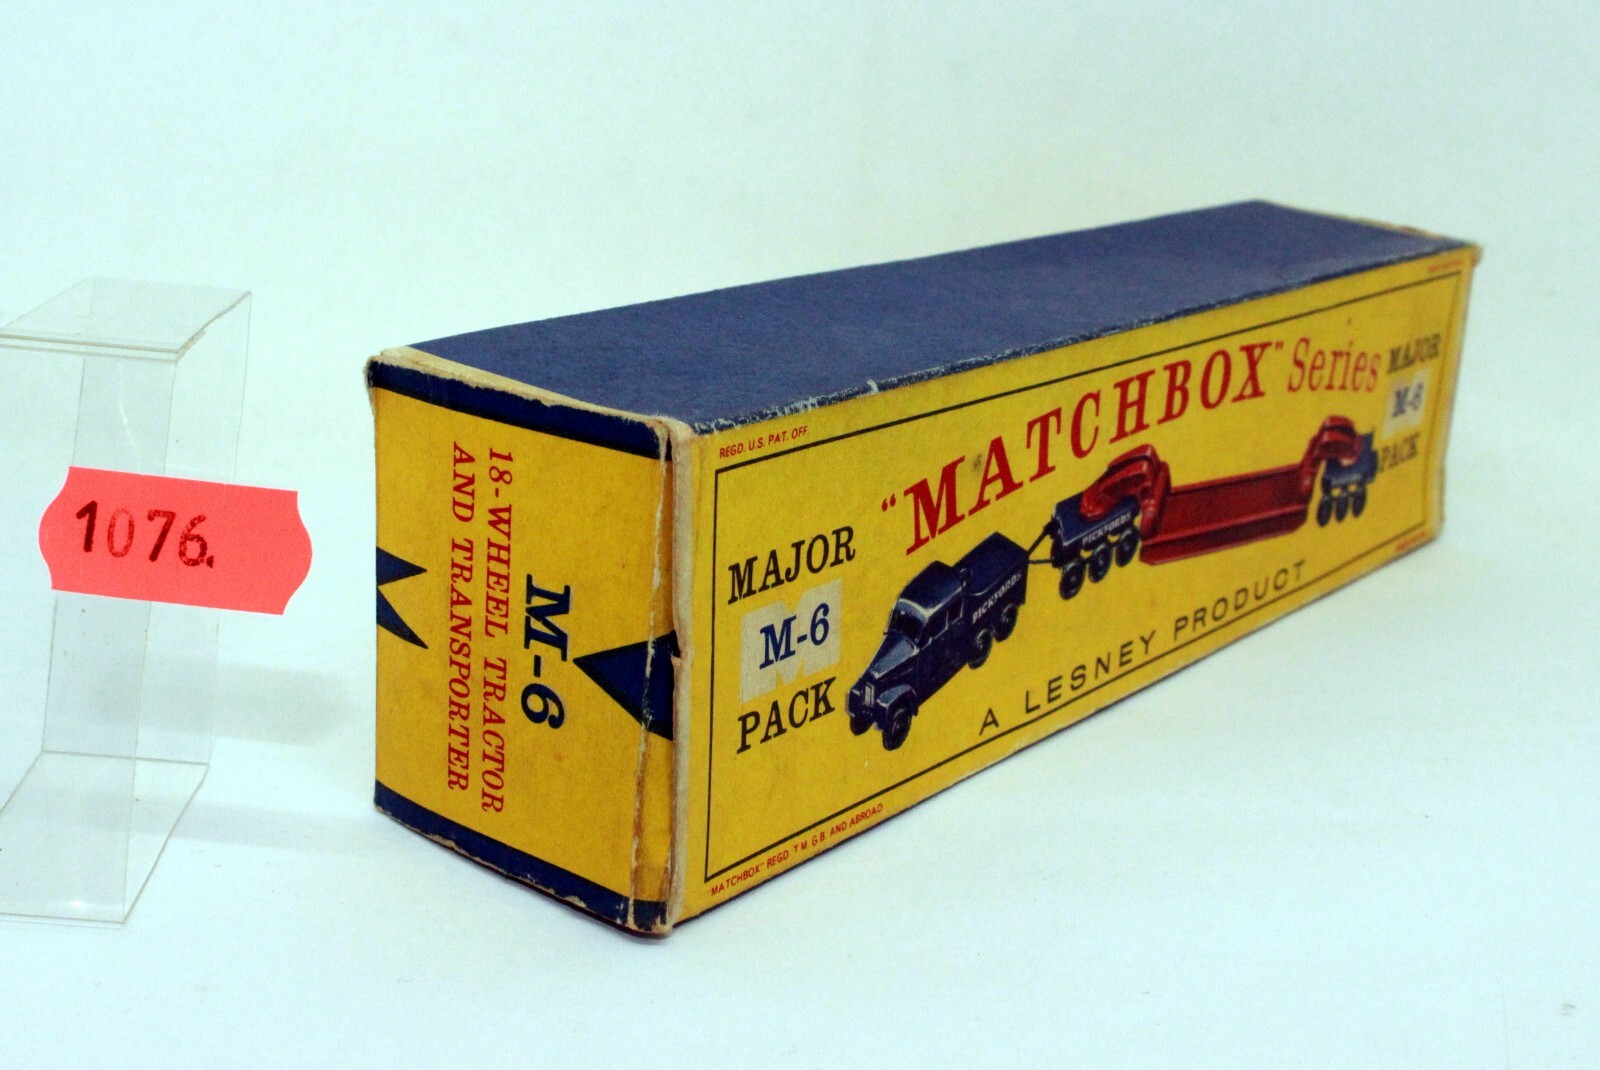 1076.
M-6
18-WHEEL TRACTOR
AND TRANSPORTER
REGD. U.S. PAT. OFF.
"MATCHBOX" Series
MAJOR
M-6
PACK
MAJOR
M-6
PACK
PICKFORDS
PICKFORDS
A LESNEY PRODUCT
MATCHBOX" REGD. T.M. G.B. AND ABROAD